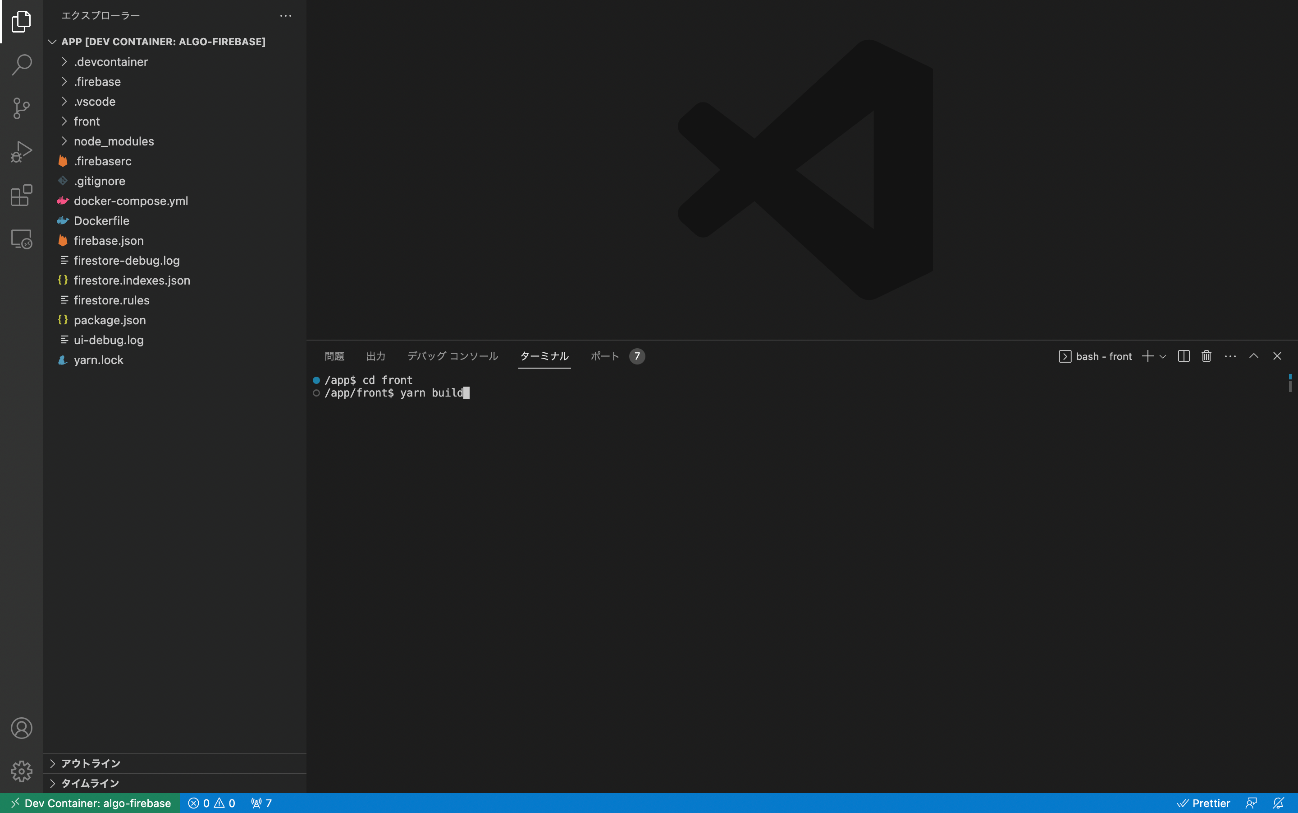 エクスプローラー
APP [DEV CONTAINER: ALGO-FIREBASE]
.devcontainer
.firebase
.vscode
front
node_modules
.firebaserc
.gitignore
docker-compose.yml
Dockerfile
firebase.json
firestore-debug.log
firestore.indexes.json
firestore.rules
package.json
ui-debug.log
yarn.lock
アウトライン
タイムライン
問題 出力 デバッグ コンソール ターミナル ポート 7
bash - front
/app$ cd front
/app/front$ yarn build
Dev Container: algo-firebase 0 0 7 Prettier